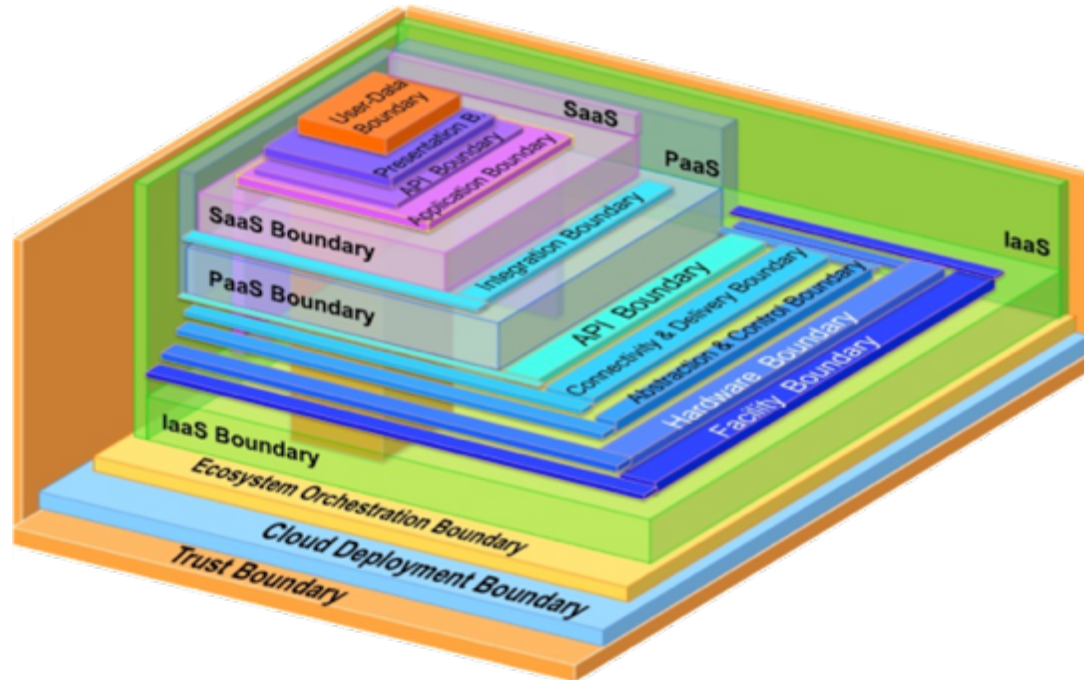 User-Data
Boundary
Presentation B.
API Boundary
Application Boundary
SaaS
PaaS
IaaS
SaaS Boundary
Integration Boundary
PaaS Boundary
API Boundary
Connectivity & Delivery Boundary
Abstraction & Control Boundary
Hardware Boundary
Facility Boundary
IaaS Boundary
Ecosystem Orchestration Boundary
Cloud Deployment Boundary
Trust Boundary